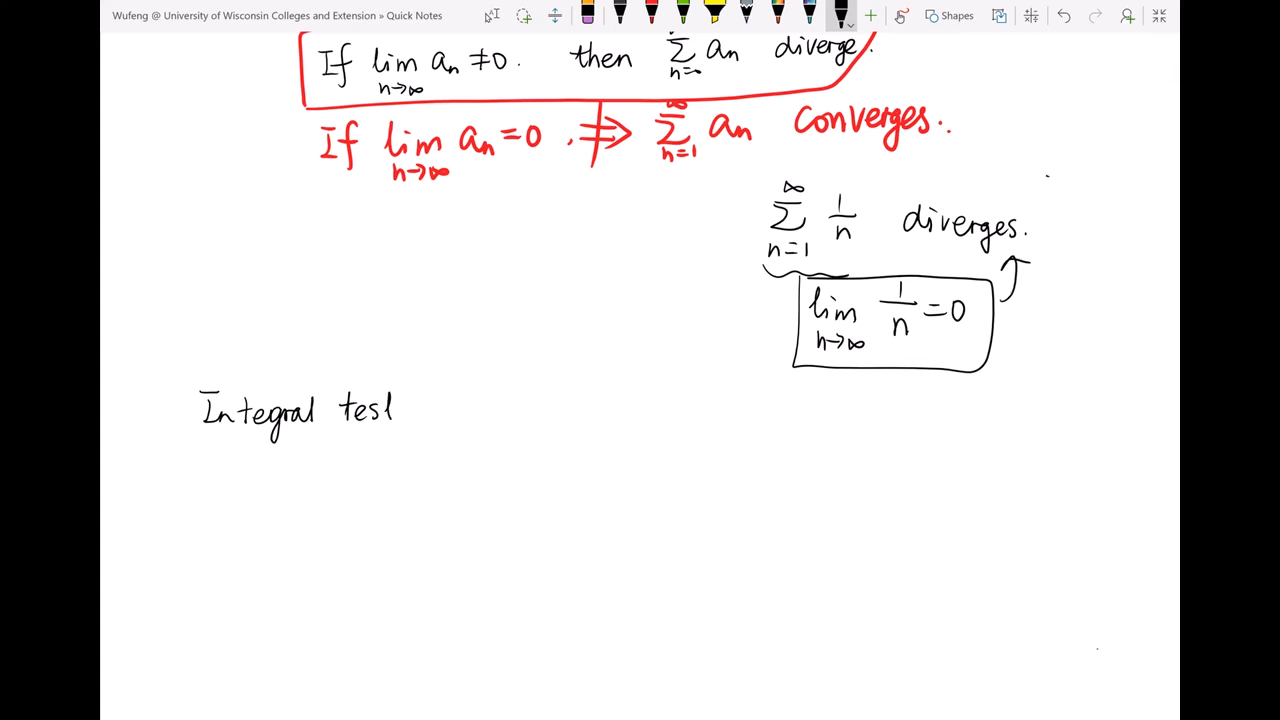 Wufeng @ University of Wisconsin Colleges and Extension » Quick Notes
Shapes
If lim n→∞ an ≠ 0. then ∑ n=∞ an diverge.
If lim n→∞ an = 0, ⇏ ∑ n=1 ∞ an converges.
∑ n=1 ∞ 1/n diverges.
lim n→∞ 1/n = 0
Integral test